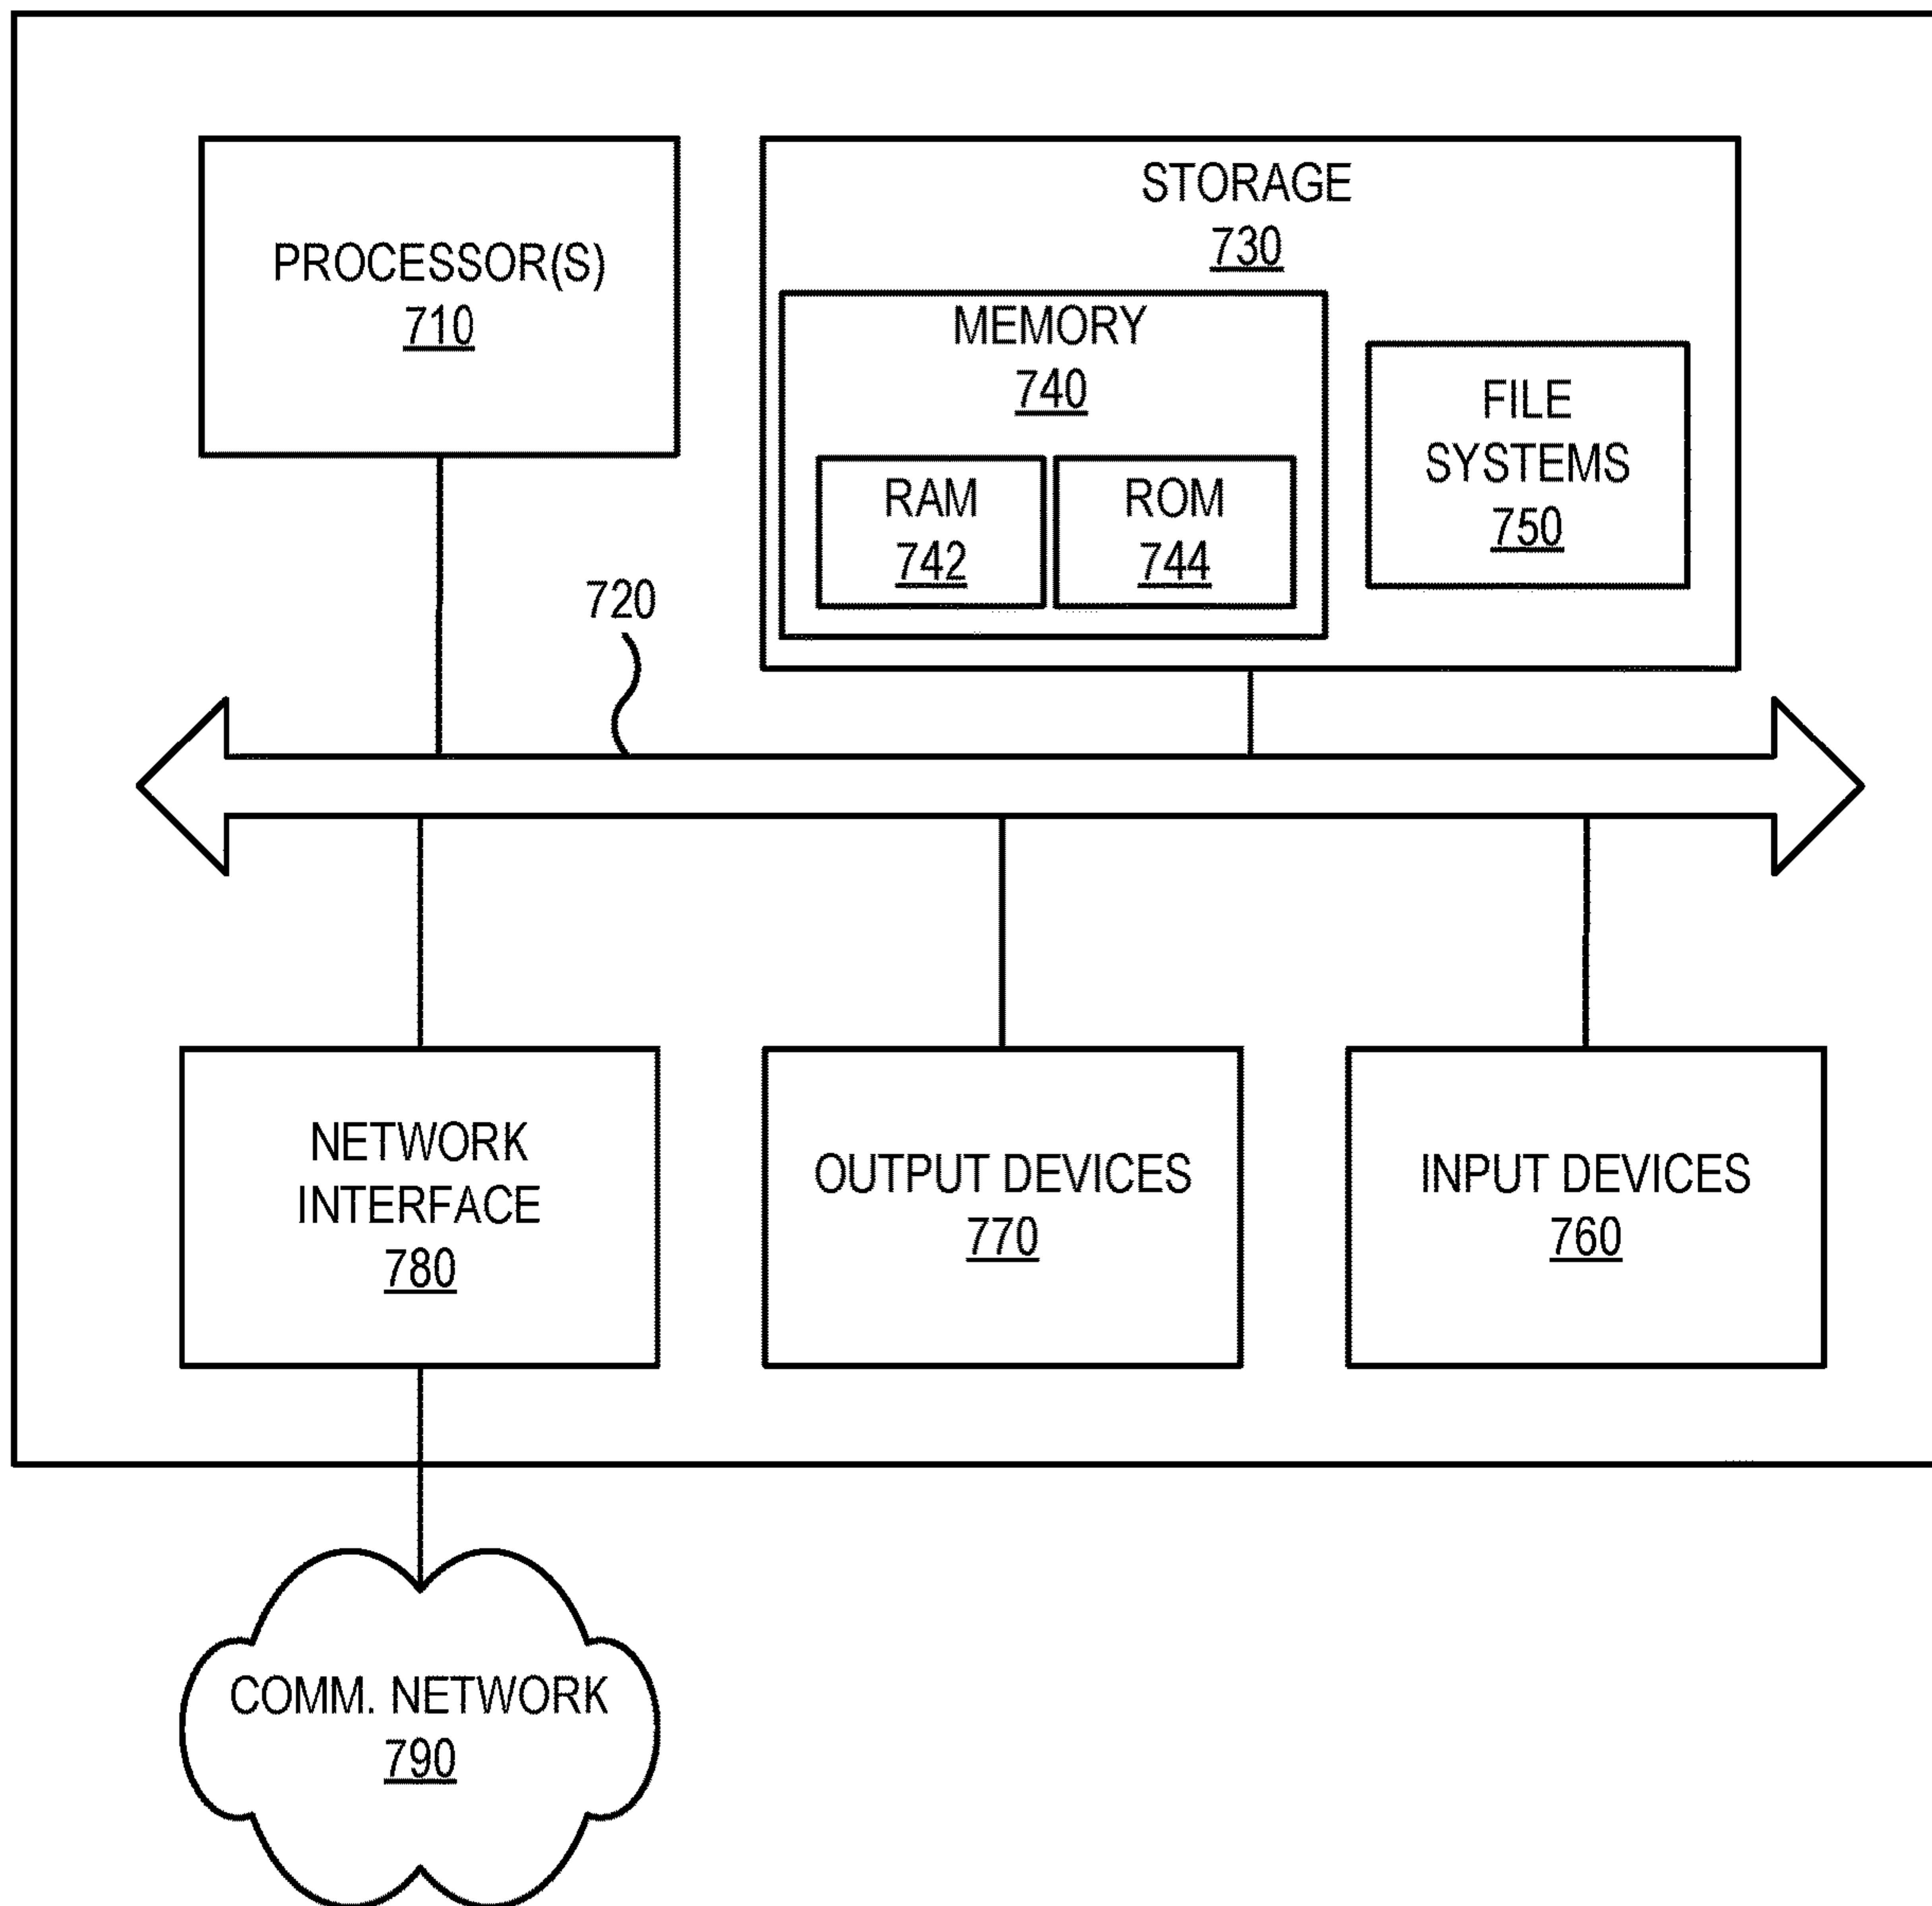 PROCESSOR(S)
710
STORAGE
730
MEMORY
740
RAM
742
ROM
744
FILE
SYSTEMS
750
720
NETWORK
INTERFACE
780
OUTPUT DEVICES
770
INPUT DEVICES
760
COMM. NETWORK
790